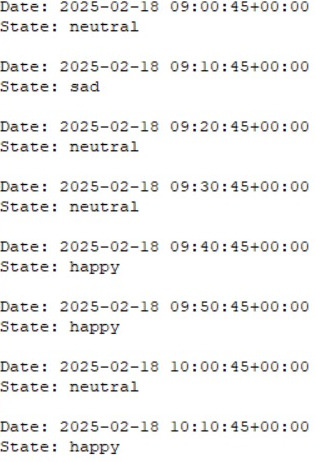 Date: 2025-02-18 09:00:45+00:00
State: neutral
Date: 2025-02-18 09:10:45+00:00
State: sad
Date: 2025-02-18 09:20:45+00:00
State: neutral
Date: 2025-02-18 09:30:45+00:00
State: neutral
Date: 2025-02-18 09:40:45+00:00
State: happy
Date: 2025-02-18 09:50:45+00:00
State: happy
Date: 2025-02-18 10:00:45+00:00
State: neutral
Date: 2025-02-18 10:10:45+00:00
State: happy